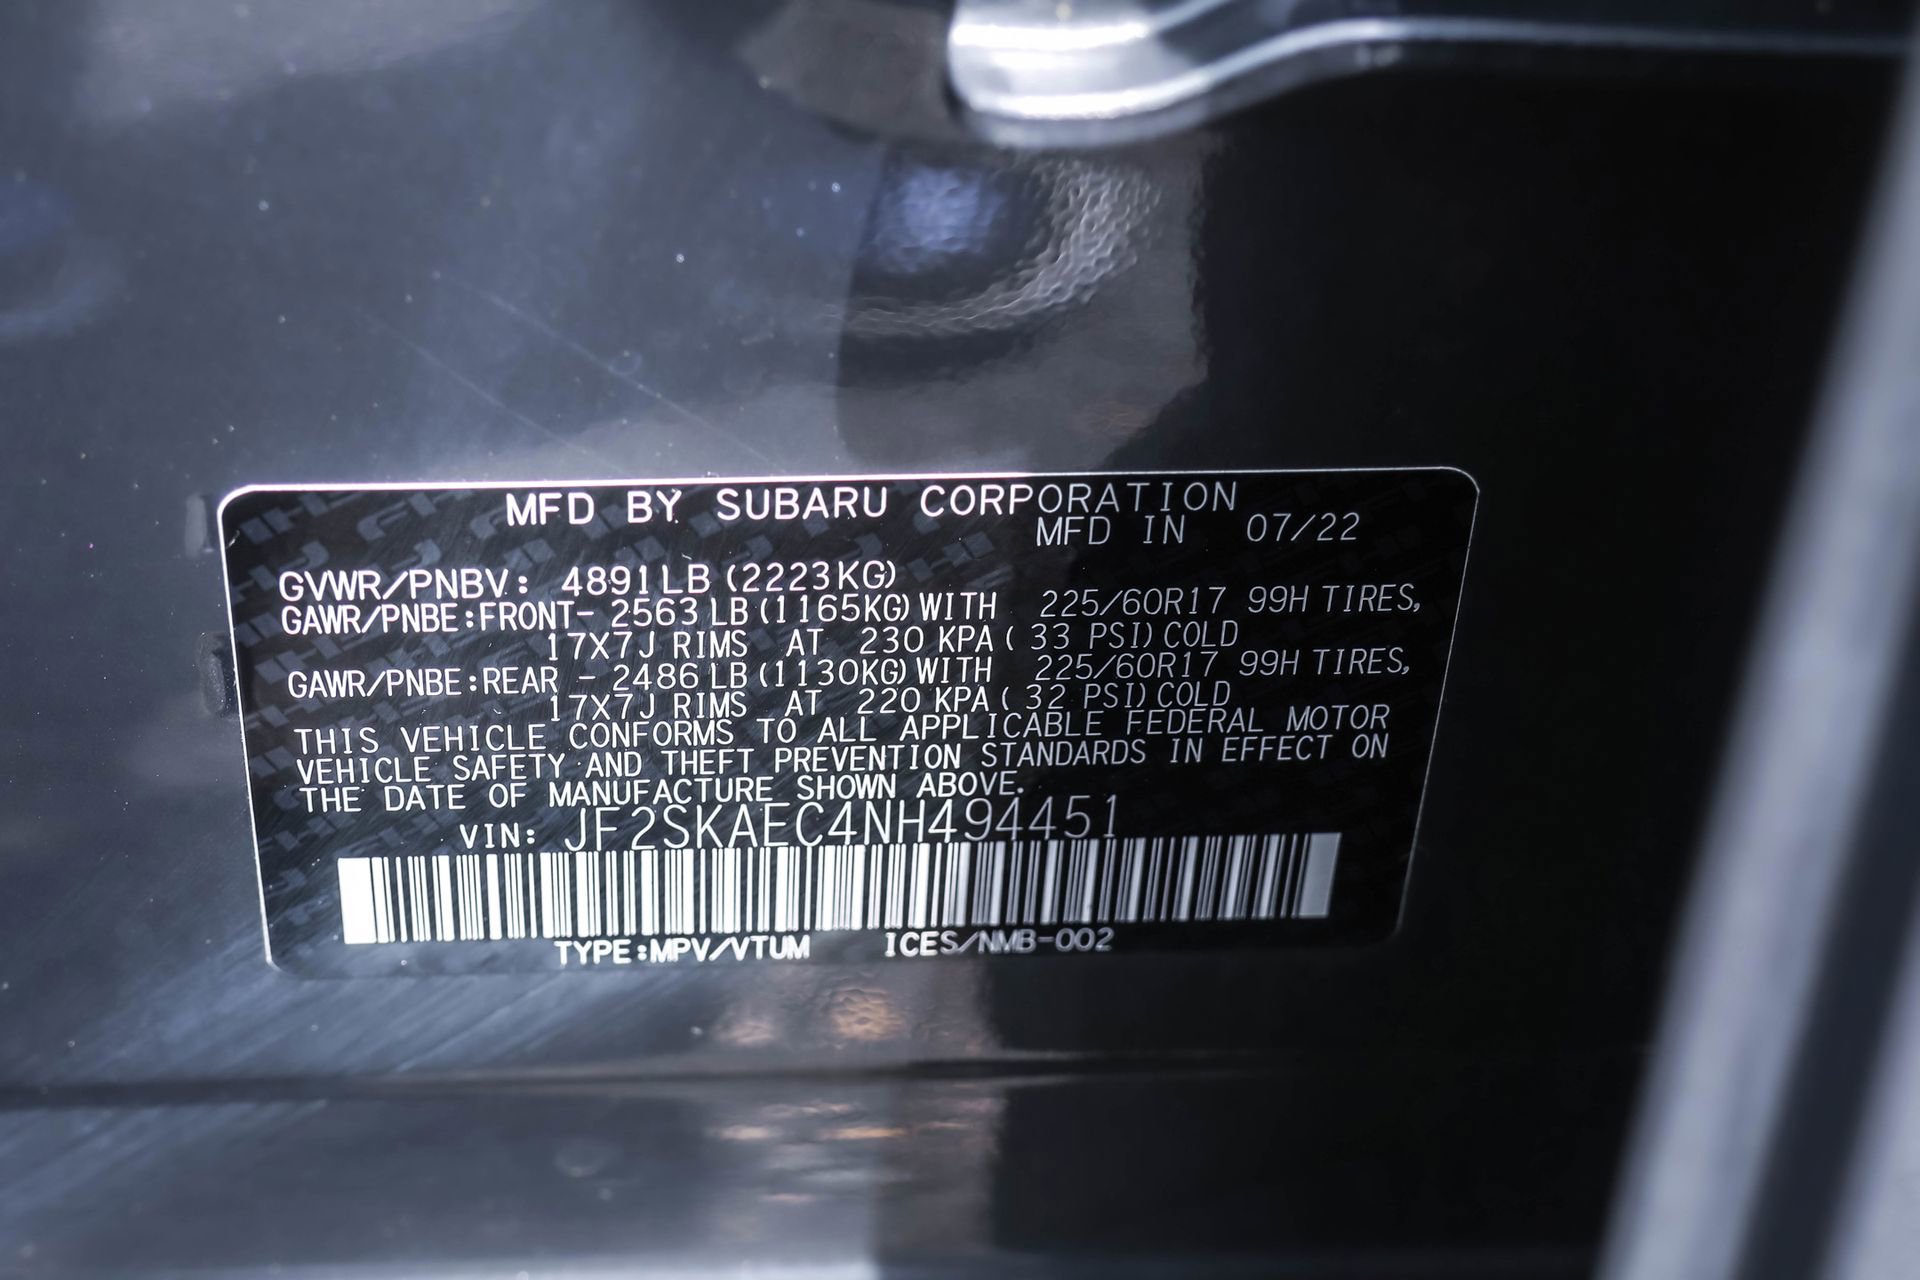 MFD BY SUBARU CORPORATION
MFD IN 07/22
GVWR/PNBV: 4891LB (2223KG)
GAWR/PNBE:FRONT- 2563 LB (1165KG) WITH 225/60R17 99H TIRES,
17X7J RIMS AT 230 KPA ( 33 PSI) COLD
GAWR/PNBE:REAR - 2486 LB (1130KG) WITH 225/60R17 99H TIRES,
17X7J RIMS AT 220 KPA ( 32 PSI) COLD
THIS VEHICLE CONFORMS TO ALL APPLICABLE FEDERAL MOTOR
VEHICLE SAFETY AND THEFT PREVENTION STANDARDS IN EFFECT ON
THE DATE OF MANUFACTURE SHOWN ABOVE.
VIN: JF2SKAEC4NH494451
TYPE:MPV/VTUM ICES/NMB-002